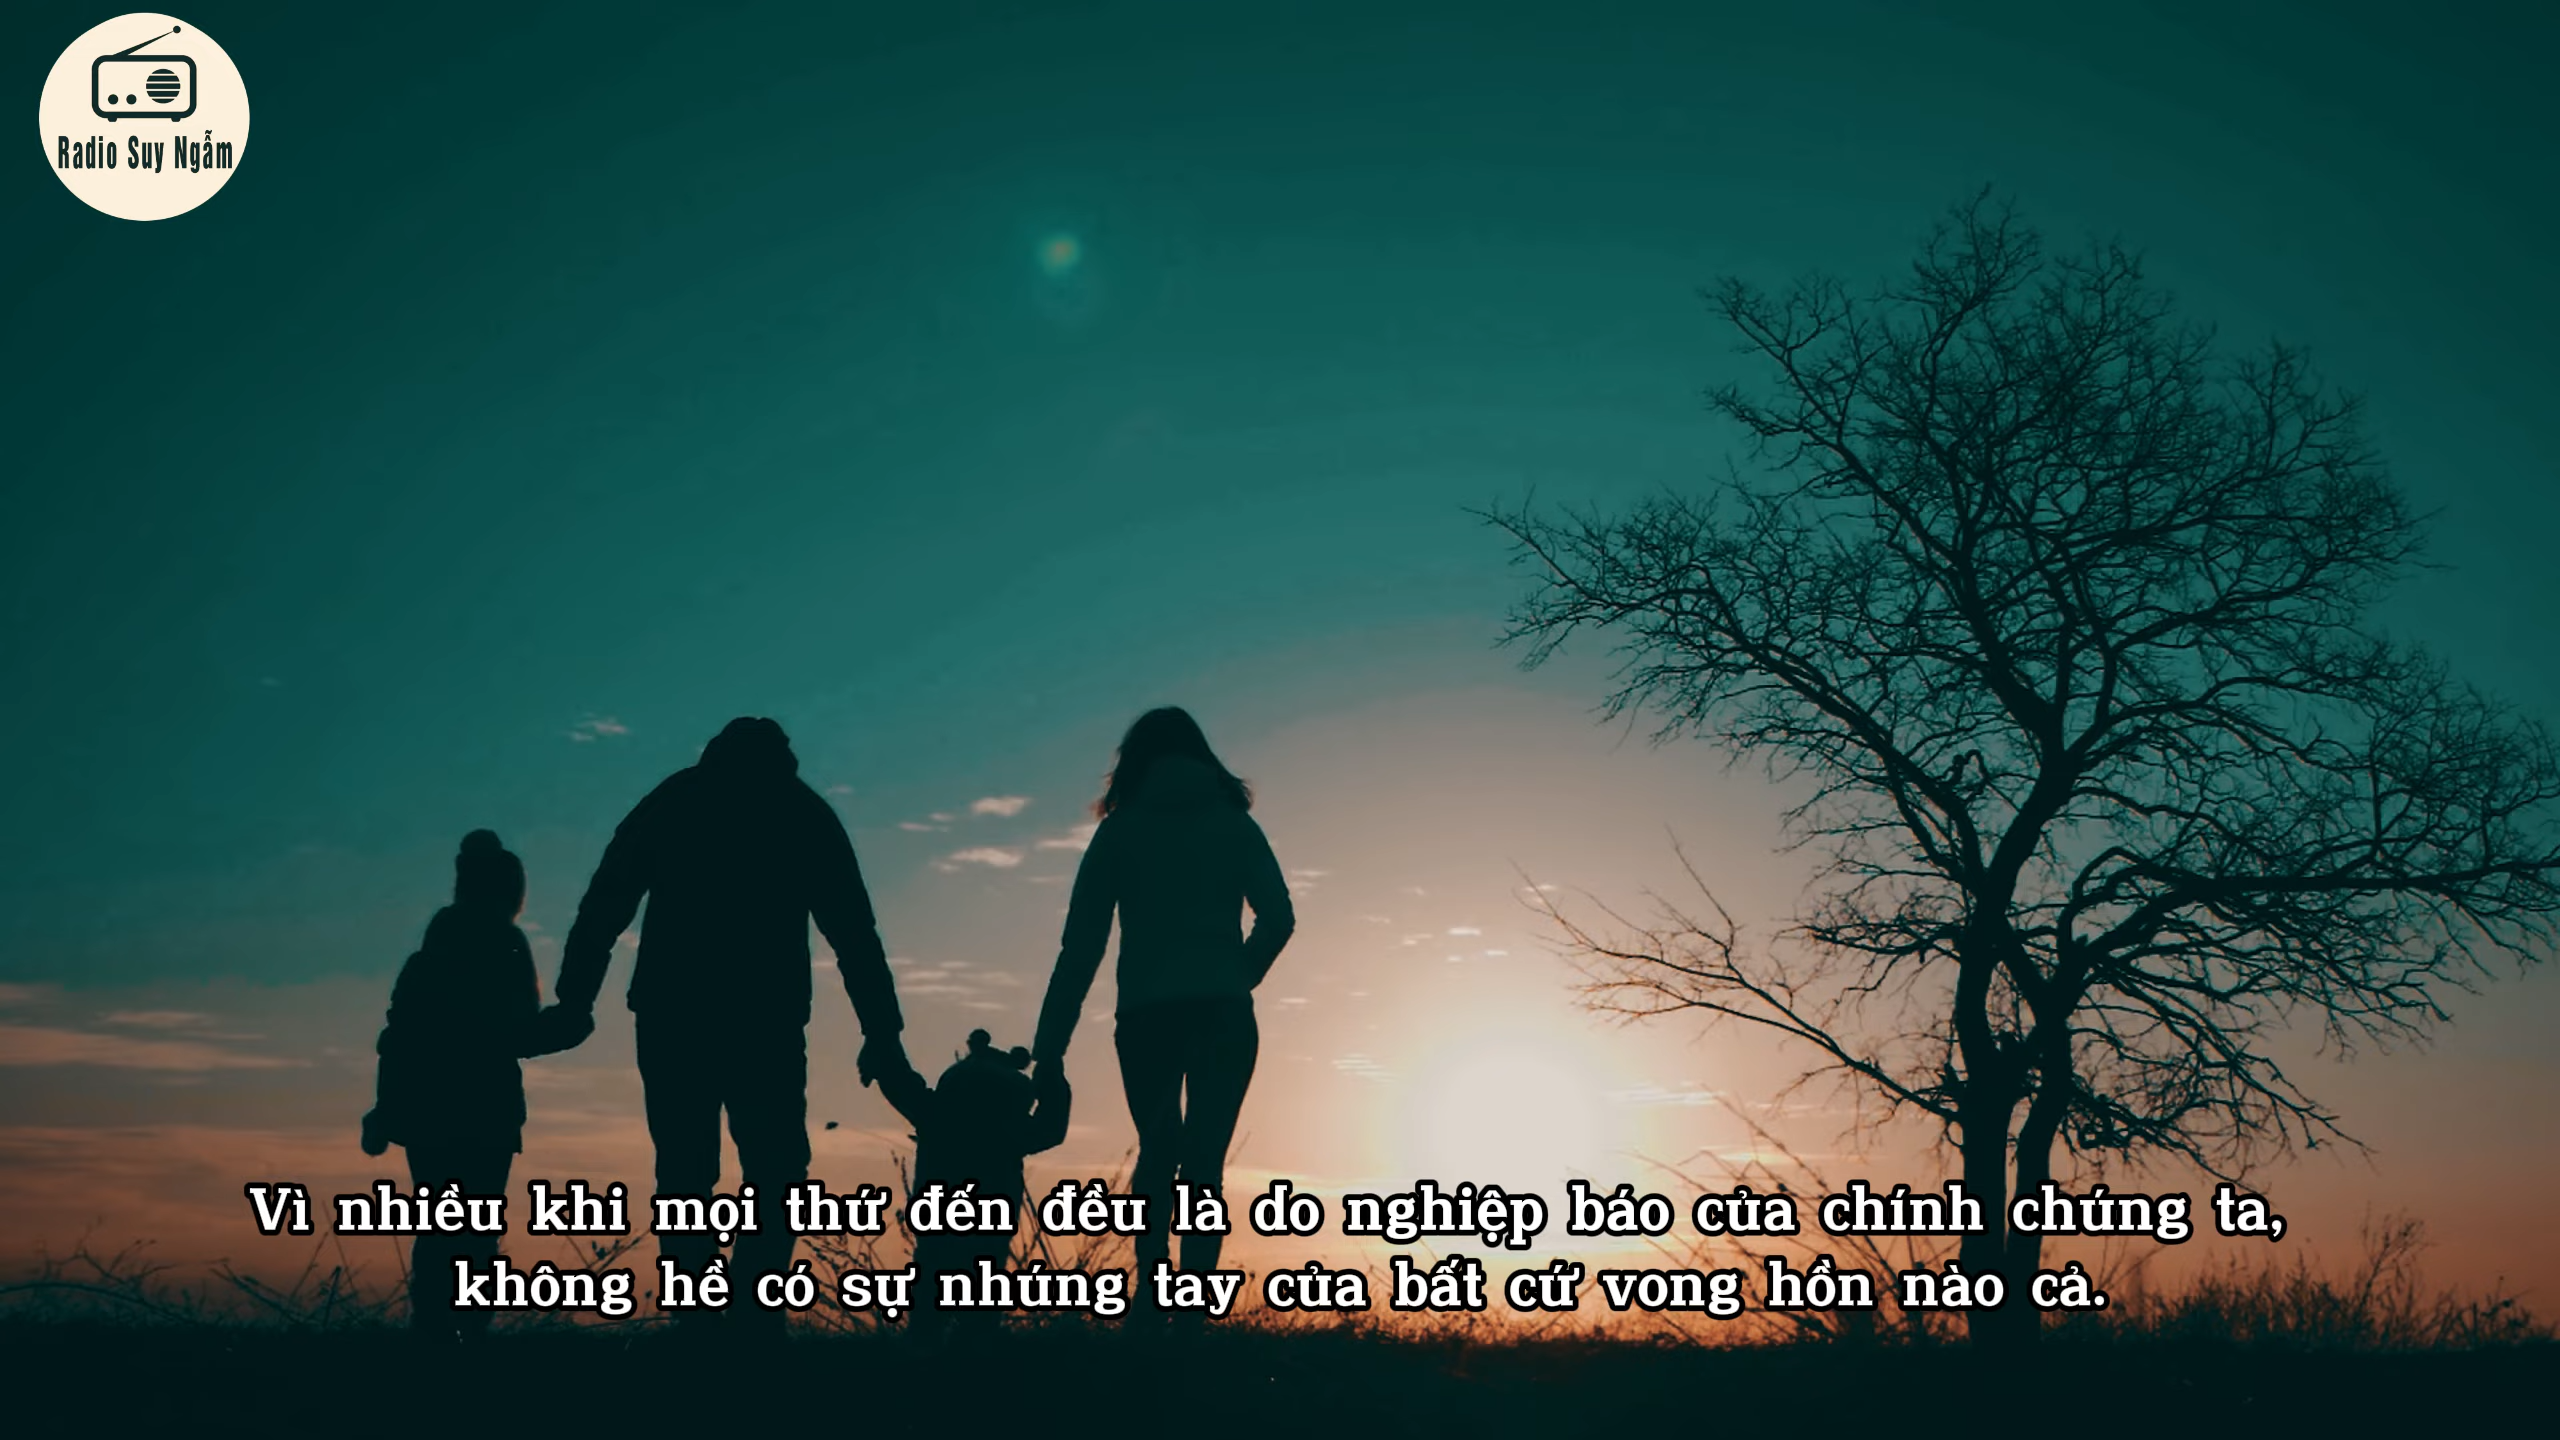 Radio Suy Ngẫm
Vì nhiều khi mọi thứ đến đều là do nghiệp báo của chính chúng ta,
không hề có sự nhúng tay của bất cứ vong hồn nào cả.